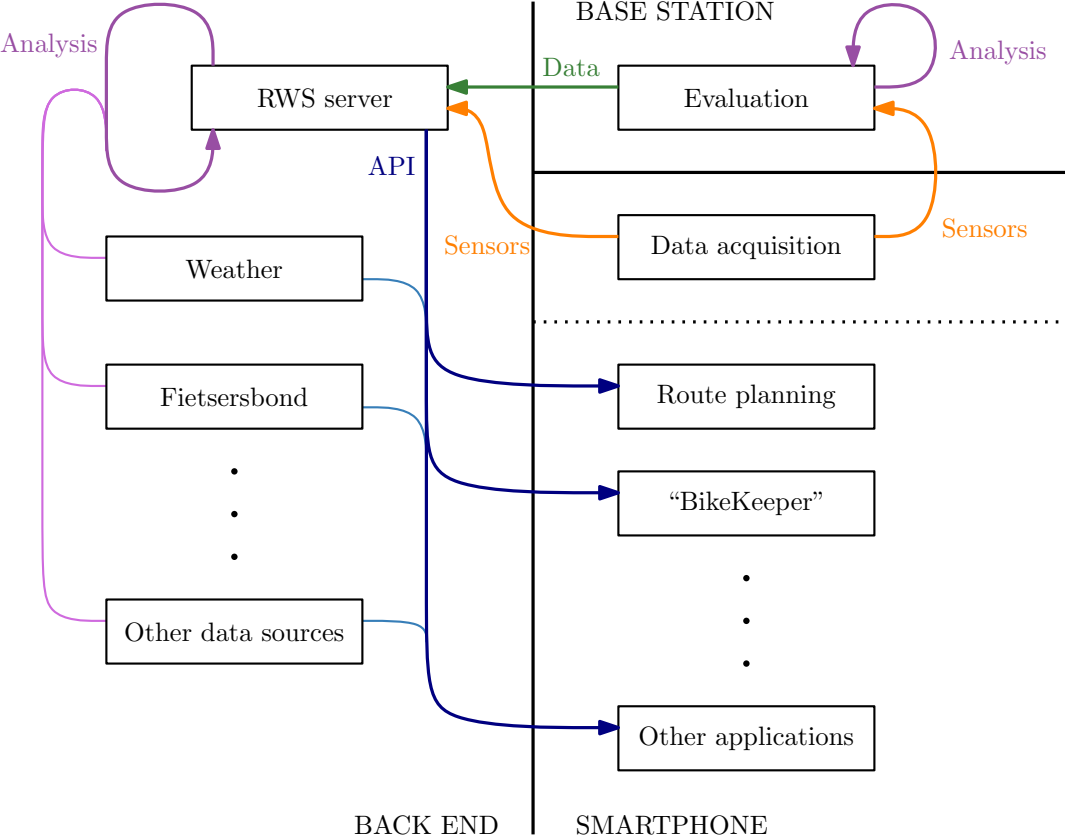 BASE STATION
Analysis
Analysis
Data
RWS server
Evaluation
API
Sensors
Sensors
Data acquisition
Weather
Fietsersbond
Route planning
“BikeKeeper”
Other data sources
Other applications
BACK END
SMARTPHONE